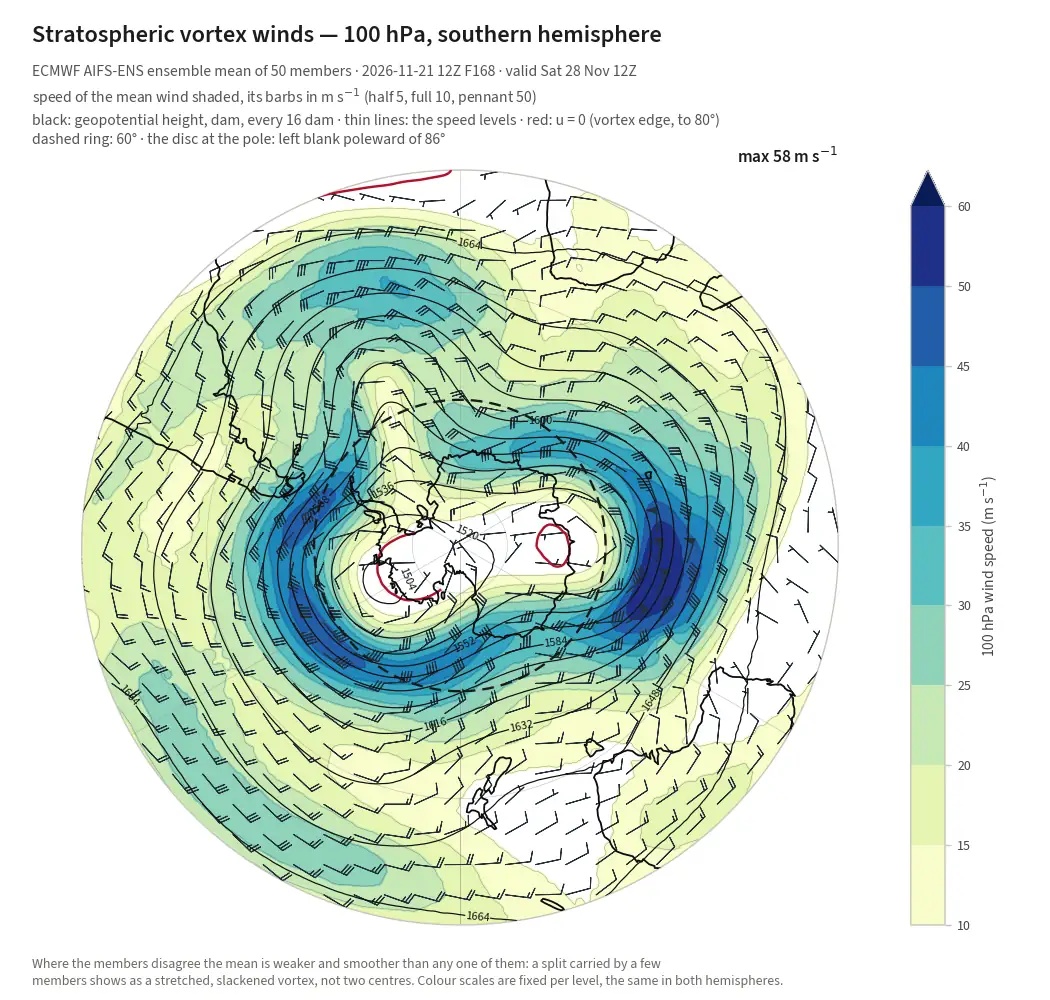 Stratospheric vortex winds — 100 hPa, southern hemisphere
ECMWF AIFS-ENS ensemble mean of 50 members · 2026-11-21 12Z F168 · valid Sat 28 Nov 12Z
speed of the mean wind shaded, its barbs in m s⁻¹ (half 5, full 10, pennant 50)
black: geopotential height, dam, every 16 dam · thin lines: the speed levels · red: u = 0 (vortex edge, to 80°)
dashed ring: 60° · the disc at the pole: left blank poleward of 86°
max 58 m s⁻¹
1664
1600
1536
1568
1520
1504
1552
1584
1664
1648
1616
1632
1664
60
50
45
40
35
30
25
20
15
10
100 hPa wind speed (m s⁻¹)
Where the members disagree the mean is weaker and smoother than any one of them: a split carried by a few
members shows as a stretched, slackened vortex, not two centres. Colour scales are fixed per level, the same in both hemispheres.